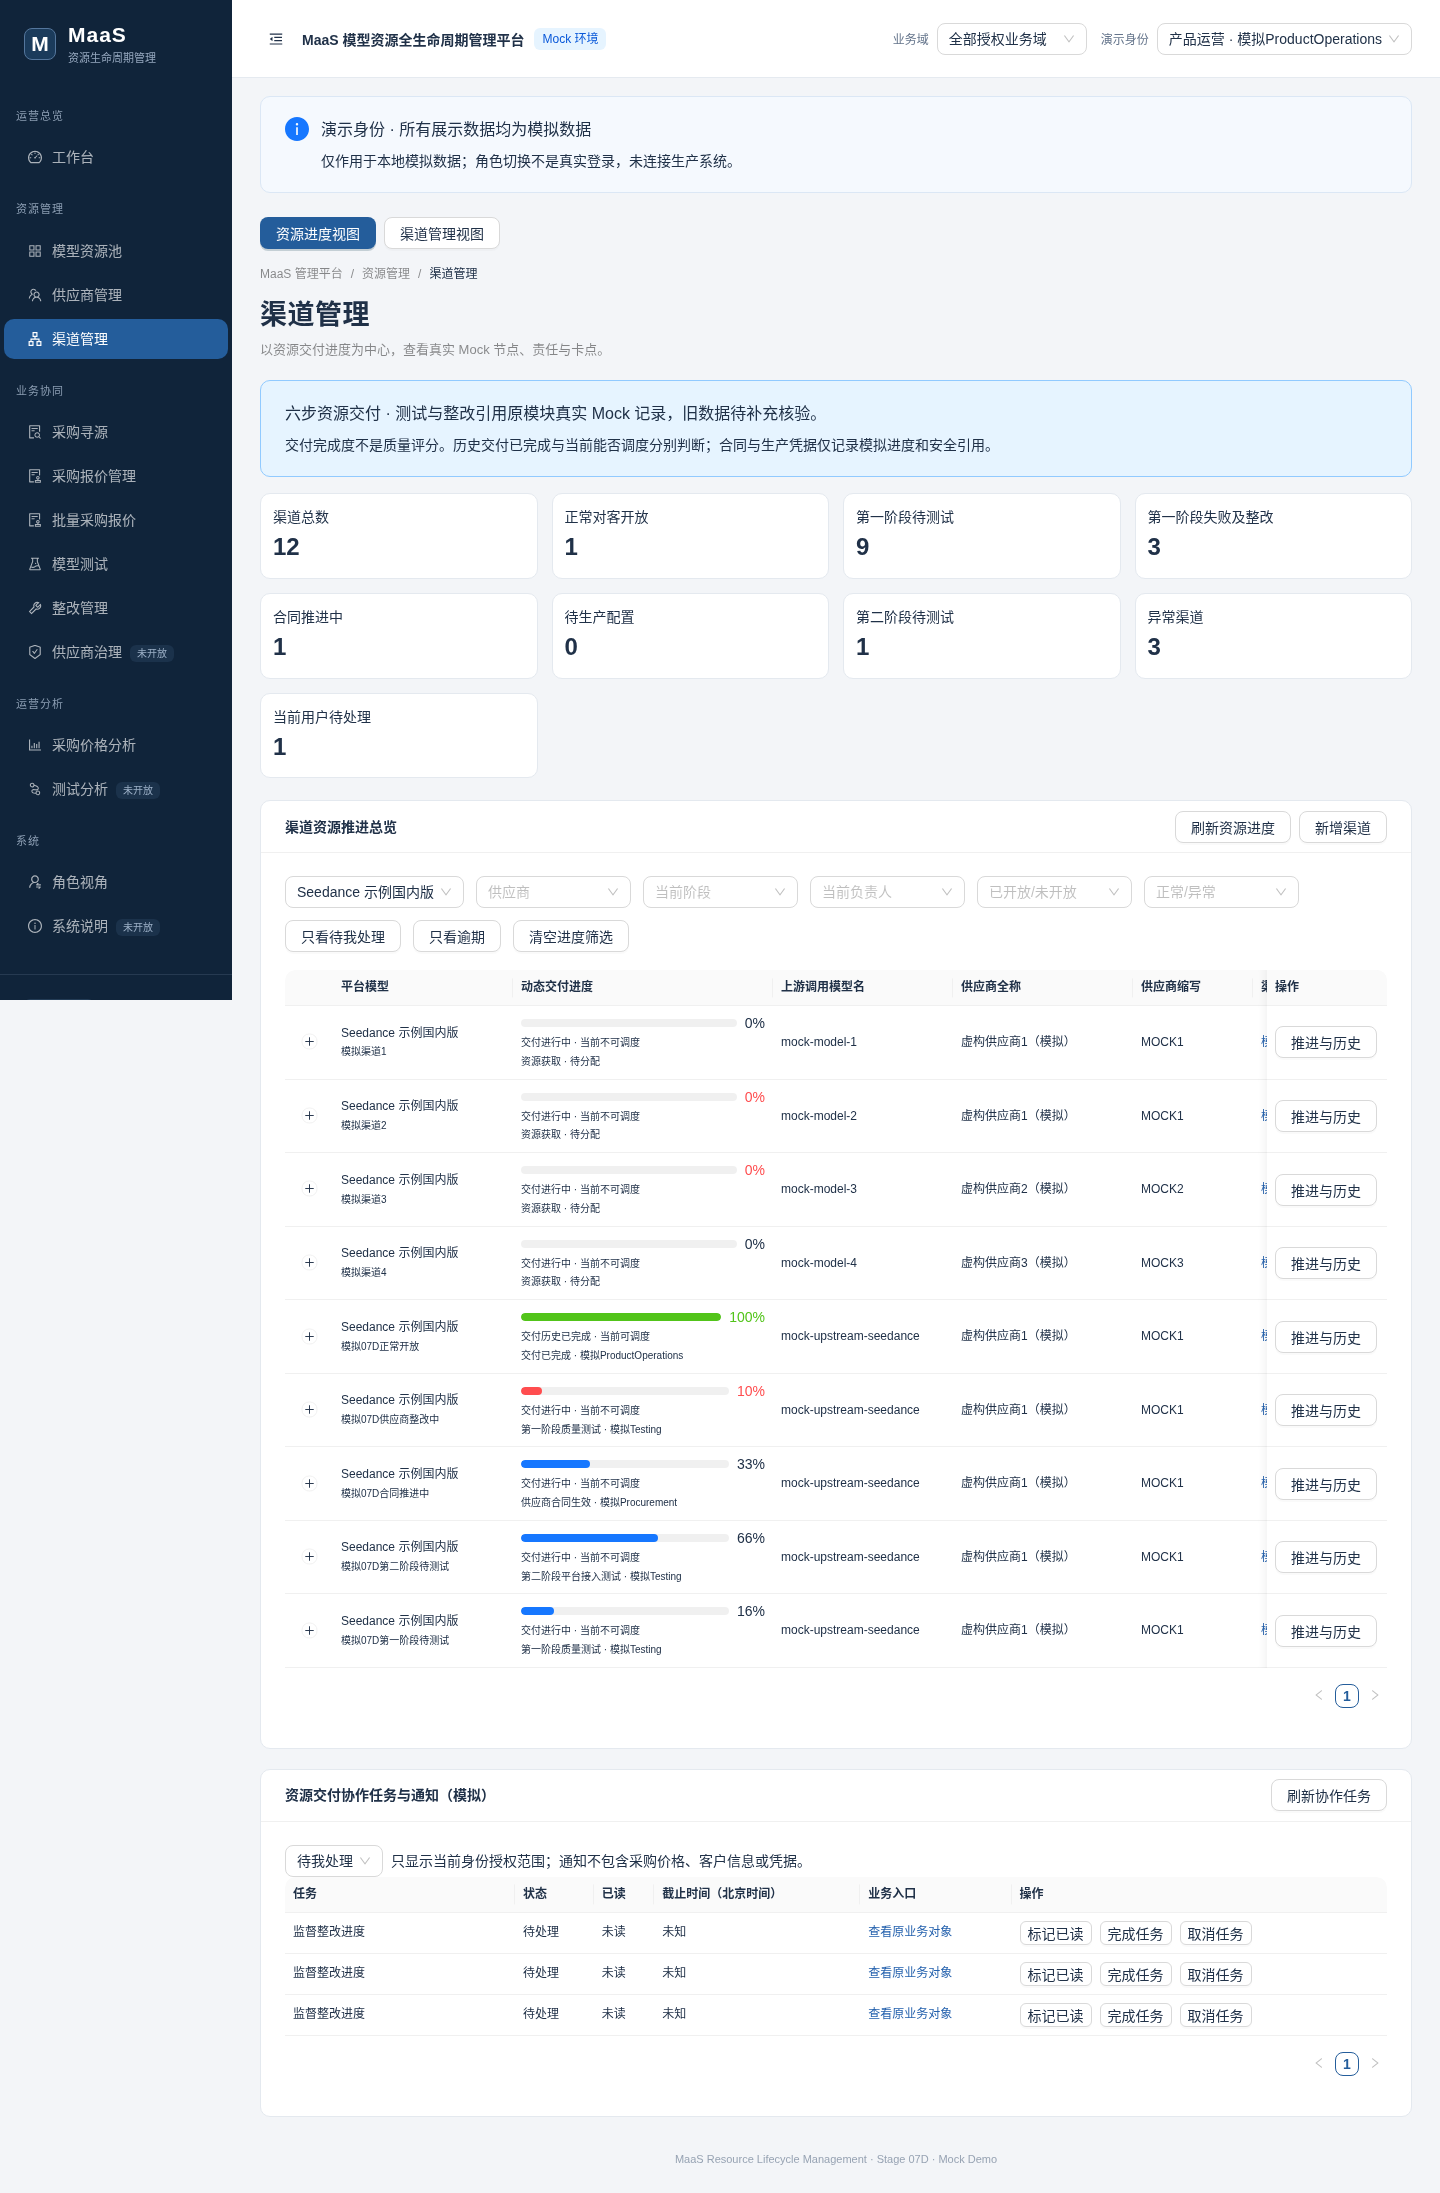 M MaaS
资源生命周期管理
运营总览
工作台
资源管理
模型资源池
供应商管理
渠道管理
业务协同
采购寻源
采购报价管理
批量采购报价
模型测试
整改管理
供应商治理 未开放
运营分析
采购价格分析
测试分析 未开放
系统
角色视角
系统说明 未开放
MaaS 模型资源全生命周期管理平台 Mock 环境 业务域 全部授权业务域 演示身份 产品运营 · 模拟ProductOperations
演示身份 · 所有展示数据均为模拟数据
仅作用于本地模拟数据；角色切换不是真实登录，未连接生产系统。
资源进度视图 渠道管理视图
MaaS 管理平台 / 资源管理 / 渠道管理
渠道管理
以资源交付进度为中心，查看真实 Mock 节点、责任与卡点。
六步资源交付 · 测试与整改引用原模块真实 Mock 记录，旧数据待补充核验。
交付完成度不是质量评分。历史交付已完成与当前能否调度分别判断；合同与生产凭据仅记录模拟进度和安全引用。
渠道总数 正常对客开放 第一阶段待测试 第一阶段失败及整改
12 1 9 3
合同推进中 待生产配置 第二阶段待测试 异常渠道
1 0 1 3
当前用户待处理
1
渠道资源推进总览 刷新资源进度 新增渠道
Seedance 示例国内版 供应商 当前阶段 当前负责人 已开放/未开放 正常/异常
只看待我处理 只看逾期 清空进度筛选
平台模型 动态交付进度 上游调用模型名 供应商全称 供应商缩写 操作
Seedance 示例国内版 0% mock-model-1 虚构供应商1（模拟） MOCK1 推进与历史
模拟渠道1 交付进行中 · 当前不可调度
资源获取 · 待分配
Seedance 示例国内版 0% mock-model-2 虚构供应商1（模拟） MOCK1 推进与历史
模拟渠道2 交付进行中 · 当前不可调度
资源获取 · 待分配
Seedance 示例国内版 0% mock-model-3 虚构供应商2（模拟） MOCK2 推进与历史
模拟渠道3 交付进行中 · 当前不可调度
资源获取 · 待分配
Seedance 示例国内版 0% mock-model-4 虚构供应商3（模拟） MOCK3 推进与历史
模拟渠道4 交付进行中 · 当前不可调度
资源获取 · 待分配
Seedance 示例国内版 100% mock-upstream-seedance 虚构供应商1（模拟） MOCK1 推进与历史
模拟07D正常开放 交付历史已完成 · 当前可调度
交付已完成 · 模拟ProductOperations
Seedance 示例国内版 10% mock-upstream-seedance 虚构供应商1（模拟） MOCK1 推进与历史
模拟07D供应商整改中 交付进行中 · 当前不可调度
第一阶段质量测试 · 模拟Testing
Seedance 示例国内版 33% mock-upstream-seedance 虚构供应商1（模拟） MOCK1 推进与历史
模拟07D合同推进中 交付进行中 · 当前不可调度
供应商合同生效 · 模拟Procurement
Seedance 示例国内版 66% mock-upstream-seedance 虚构供应商1（模拟） MOCK1 推进与历史
模拟07D第二阶段待测试 交付进行中 · 当前不可调度
第二阶段平台接入测试 · 模拟Testing
Seedance 示例国内版 16% mock-upstream-seedance 虚构供应商1（模拟） MOCK1 推进与历史
模拟07D第一阶段待测试 交付进行中 · 当前不可调度
第一阶段质量测试 · 模拟Testing
1
资源交付协作任务与通知（模拟） 刷新协作任务
待我处理 只显示当前身份授权范围；通知不包含采购价格、客户信息或凭据。
任务 状态 已读 截止时间（北京时间） 业务入口 操作
监督整改进度 待处理 未读 未知 查看原业务对象 标记已读 完成任务 取消任务
监督整改进度 待处理 未读 未知 查看原业务对象 标记已读 完成任务 取消任务
监督整改进度 待处理 未读 未知 查看原业务对象 标记已读 完成任务 取消任务
1
MaaS Resource Lifecycle Management · Stage 07D · Mock Demo